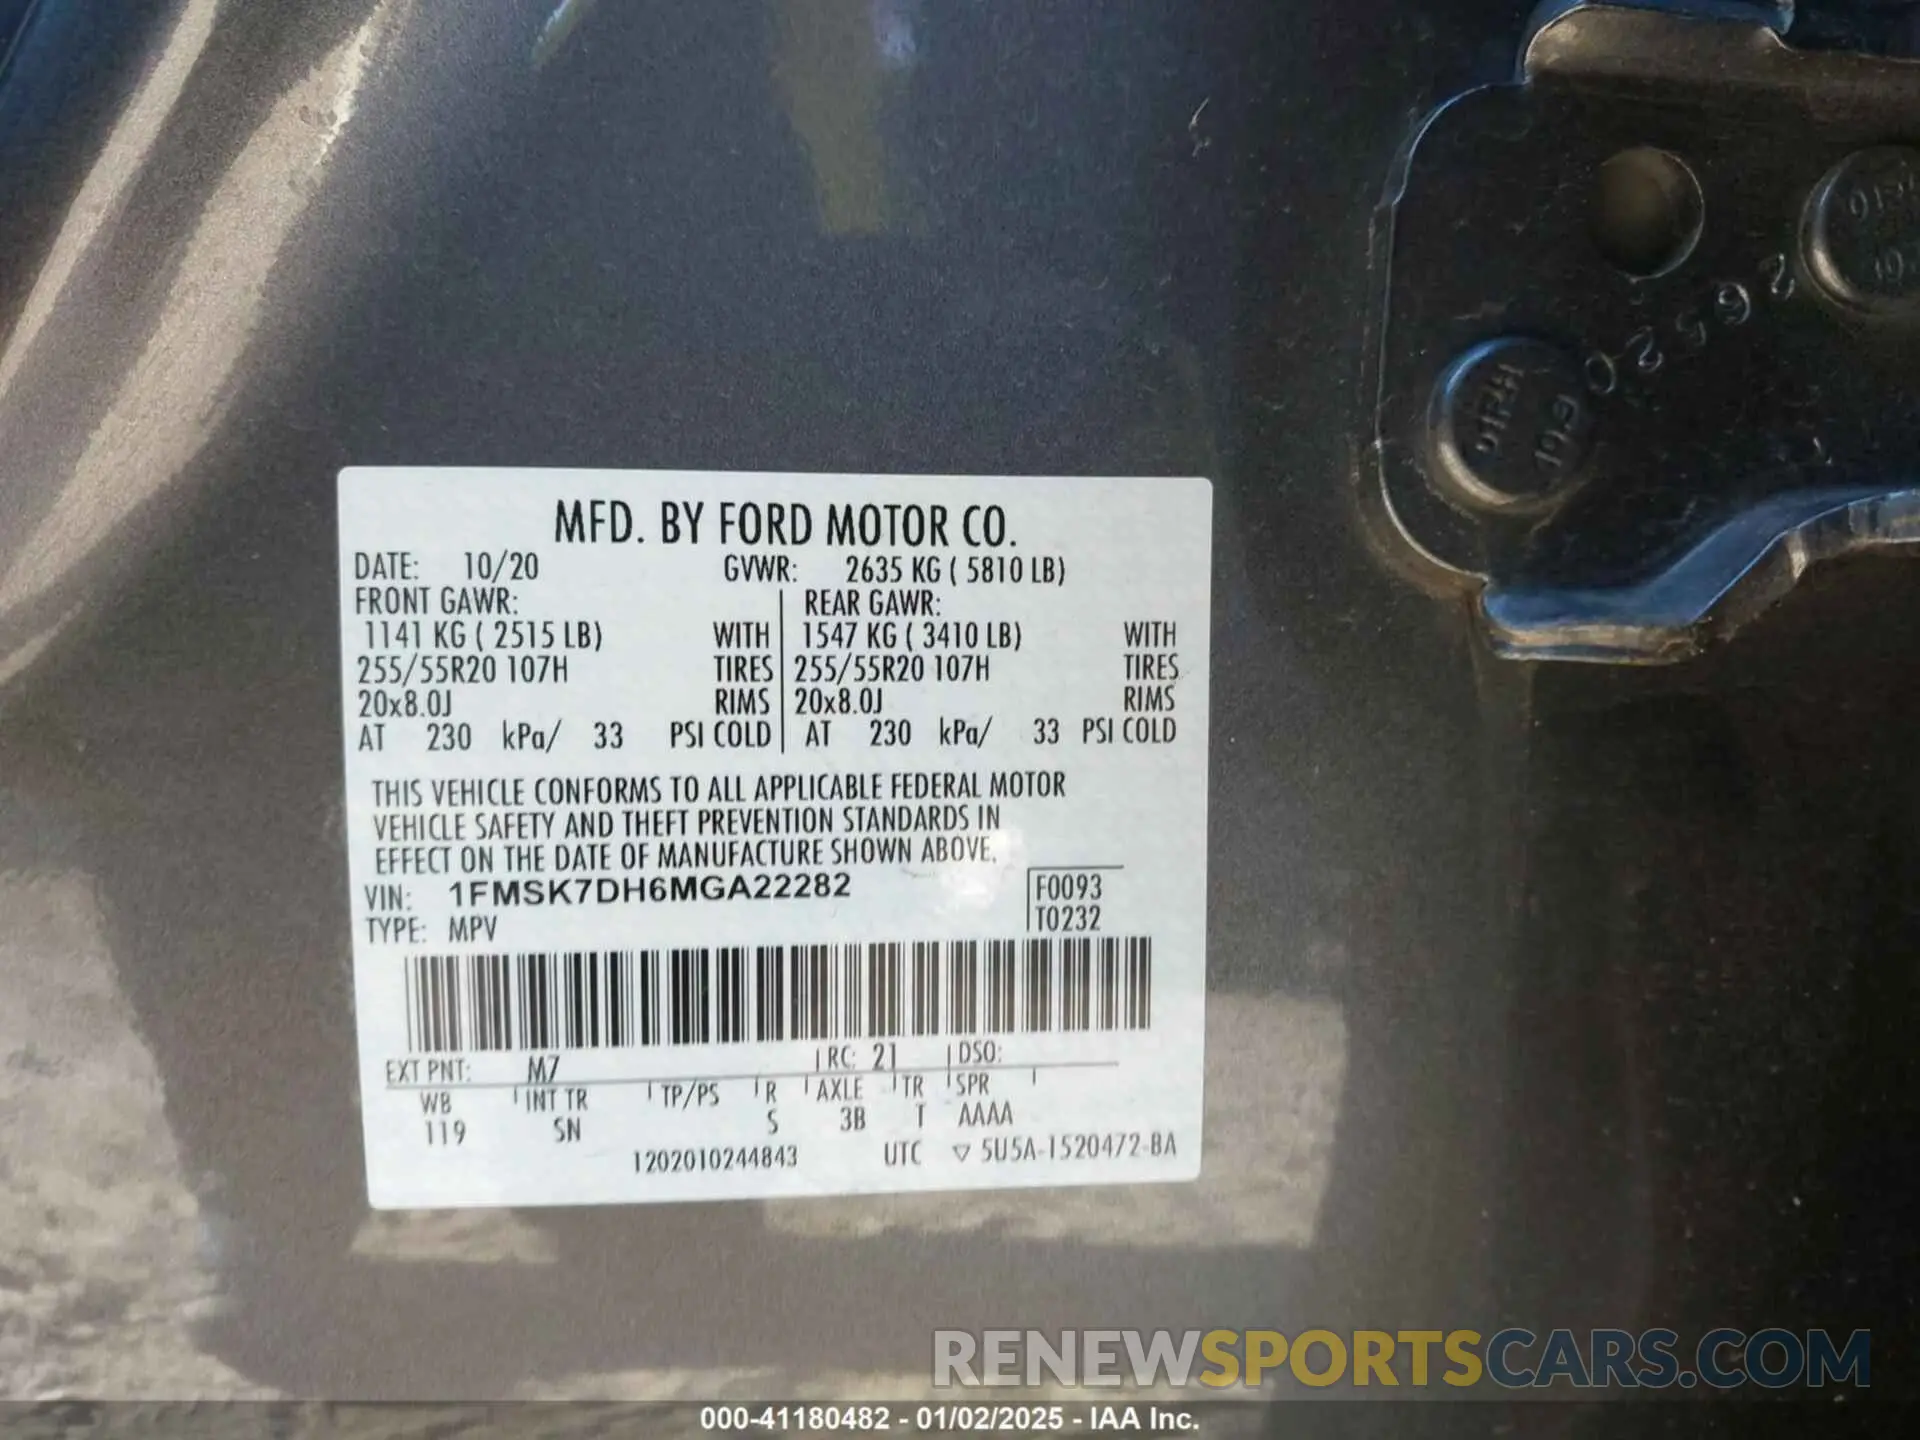 MFD. BY FORD MOTOR CO.
DATE: 10/20 GVWR: 2635 KG ( 5810 LB)
FRONT GAWR: REAR GAWR:
1141 KG ( 2515 LB) WITH 1547 KG ( 3410 LB) WITH
255/55R20 107H TIRES 255/55R20 107H TIRES
20x8.0J RIMS 20x8.0J RIMS
AT 230 kPa/ 33 PSI COLD AT 230 kPa/ 33 PSI COLD
THIS VEHICLE CONFORMS TO ALL APPLICABLE FEDERAL MOTOR
VEHICLE SAFETY AND THEFT PREVENTION STANDARDS IN
EFFECT ON THE DATE OF MANUFACTURE SHOWN ABOVE.
VIN: 1FMSK7DH6MGA22282 F0093
TYPE: MPV T0232
EXT PNT: M7 RC: 21 DSO:
WB INT TR TP/PS R AXLE TR SPR
119 SN S 3B T AAAA
1202010244843 UTC ▽ 5U5A-1520472-BA
26520
10.9
RENEWSPORTSCARS.COM
000-41180482 - 01/02/2025 - IAA Inc.